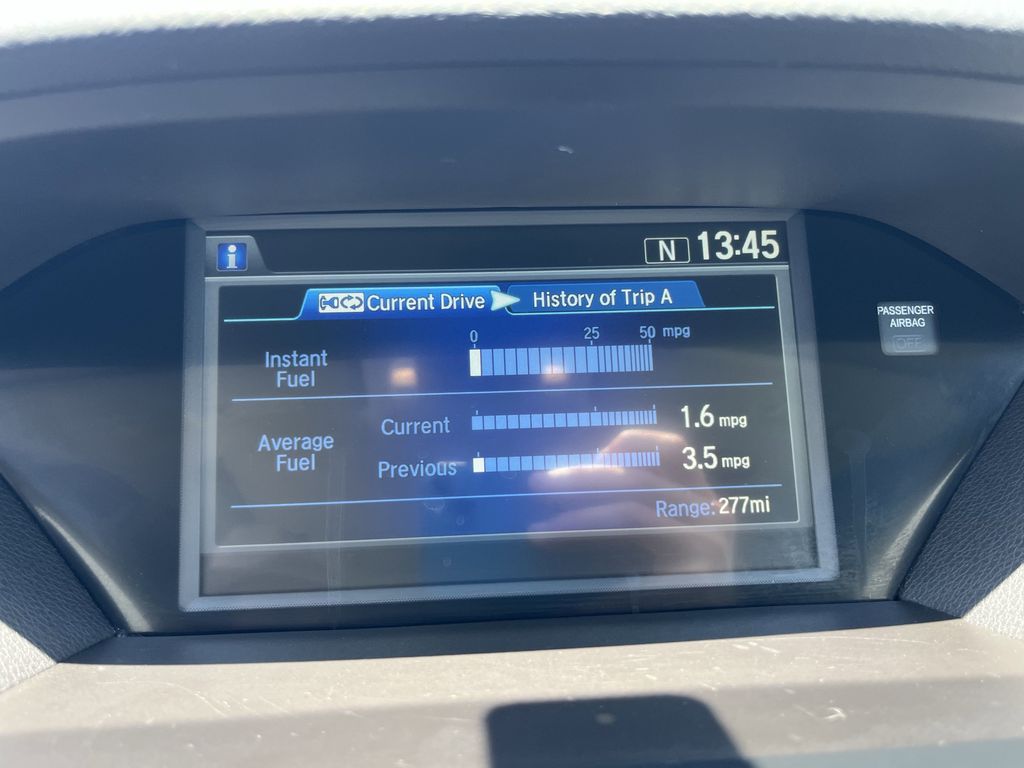 i
N 13:45
Current Drive History of Trip A
0 25 50 mpg
Instant
Fuel
Current 1.6 mpg
Average
Fuel
Previous 3.5 mpg
Range: 277mi
PASSENGER
AIRBAG
OFF